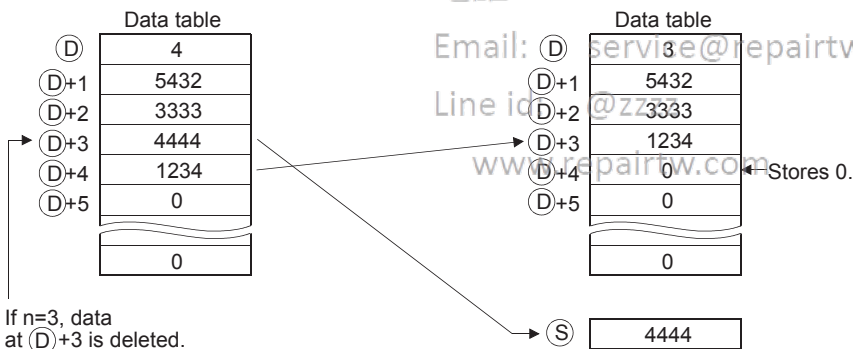 Data table
D 4
D+1 5432
D+2 3333
D+3 4444
D+4 1234
D+5 0
0
If n=3, data
at D+3 is deleted.
Data table
D 3
D+1 5432
D+2 3333
D+3 1234
D+4 0
Stores 0.
D+5 0
0
S 4444
Email: service@repairtw
Line id: @zzzz
www.repairtw.com